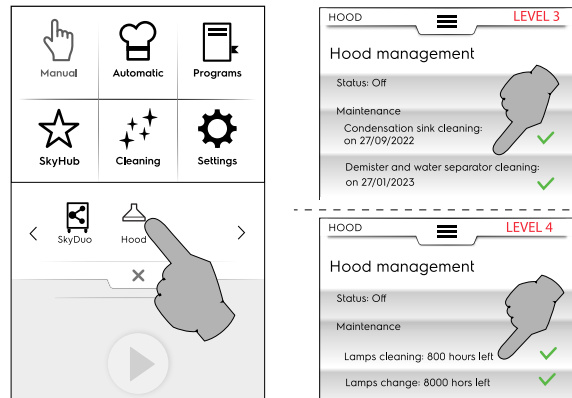 Manual
Automatic
Programs
SkyHub
Cleaning
Settings
SkyDuo
Hood
HOOD
LEVEL 3
Hood management
Status: Off
Maintenance
Condensation sink cleaning:
on 27/09/2022
Demister and water separator cleaning:
on 27/01/2023
HOOD
LEVEL 4
Hood management
Status: Off
Maintenance
Lamps cleaning: 800 hours left
Lamps change: 8000 hors left